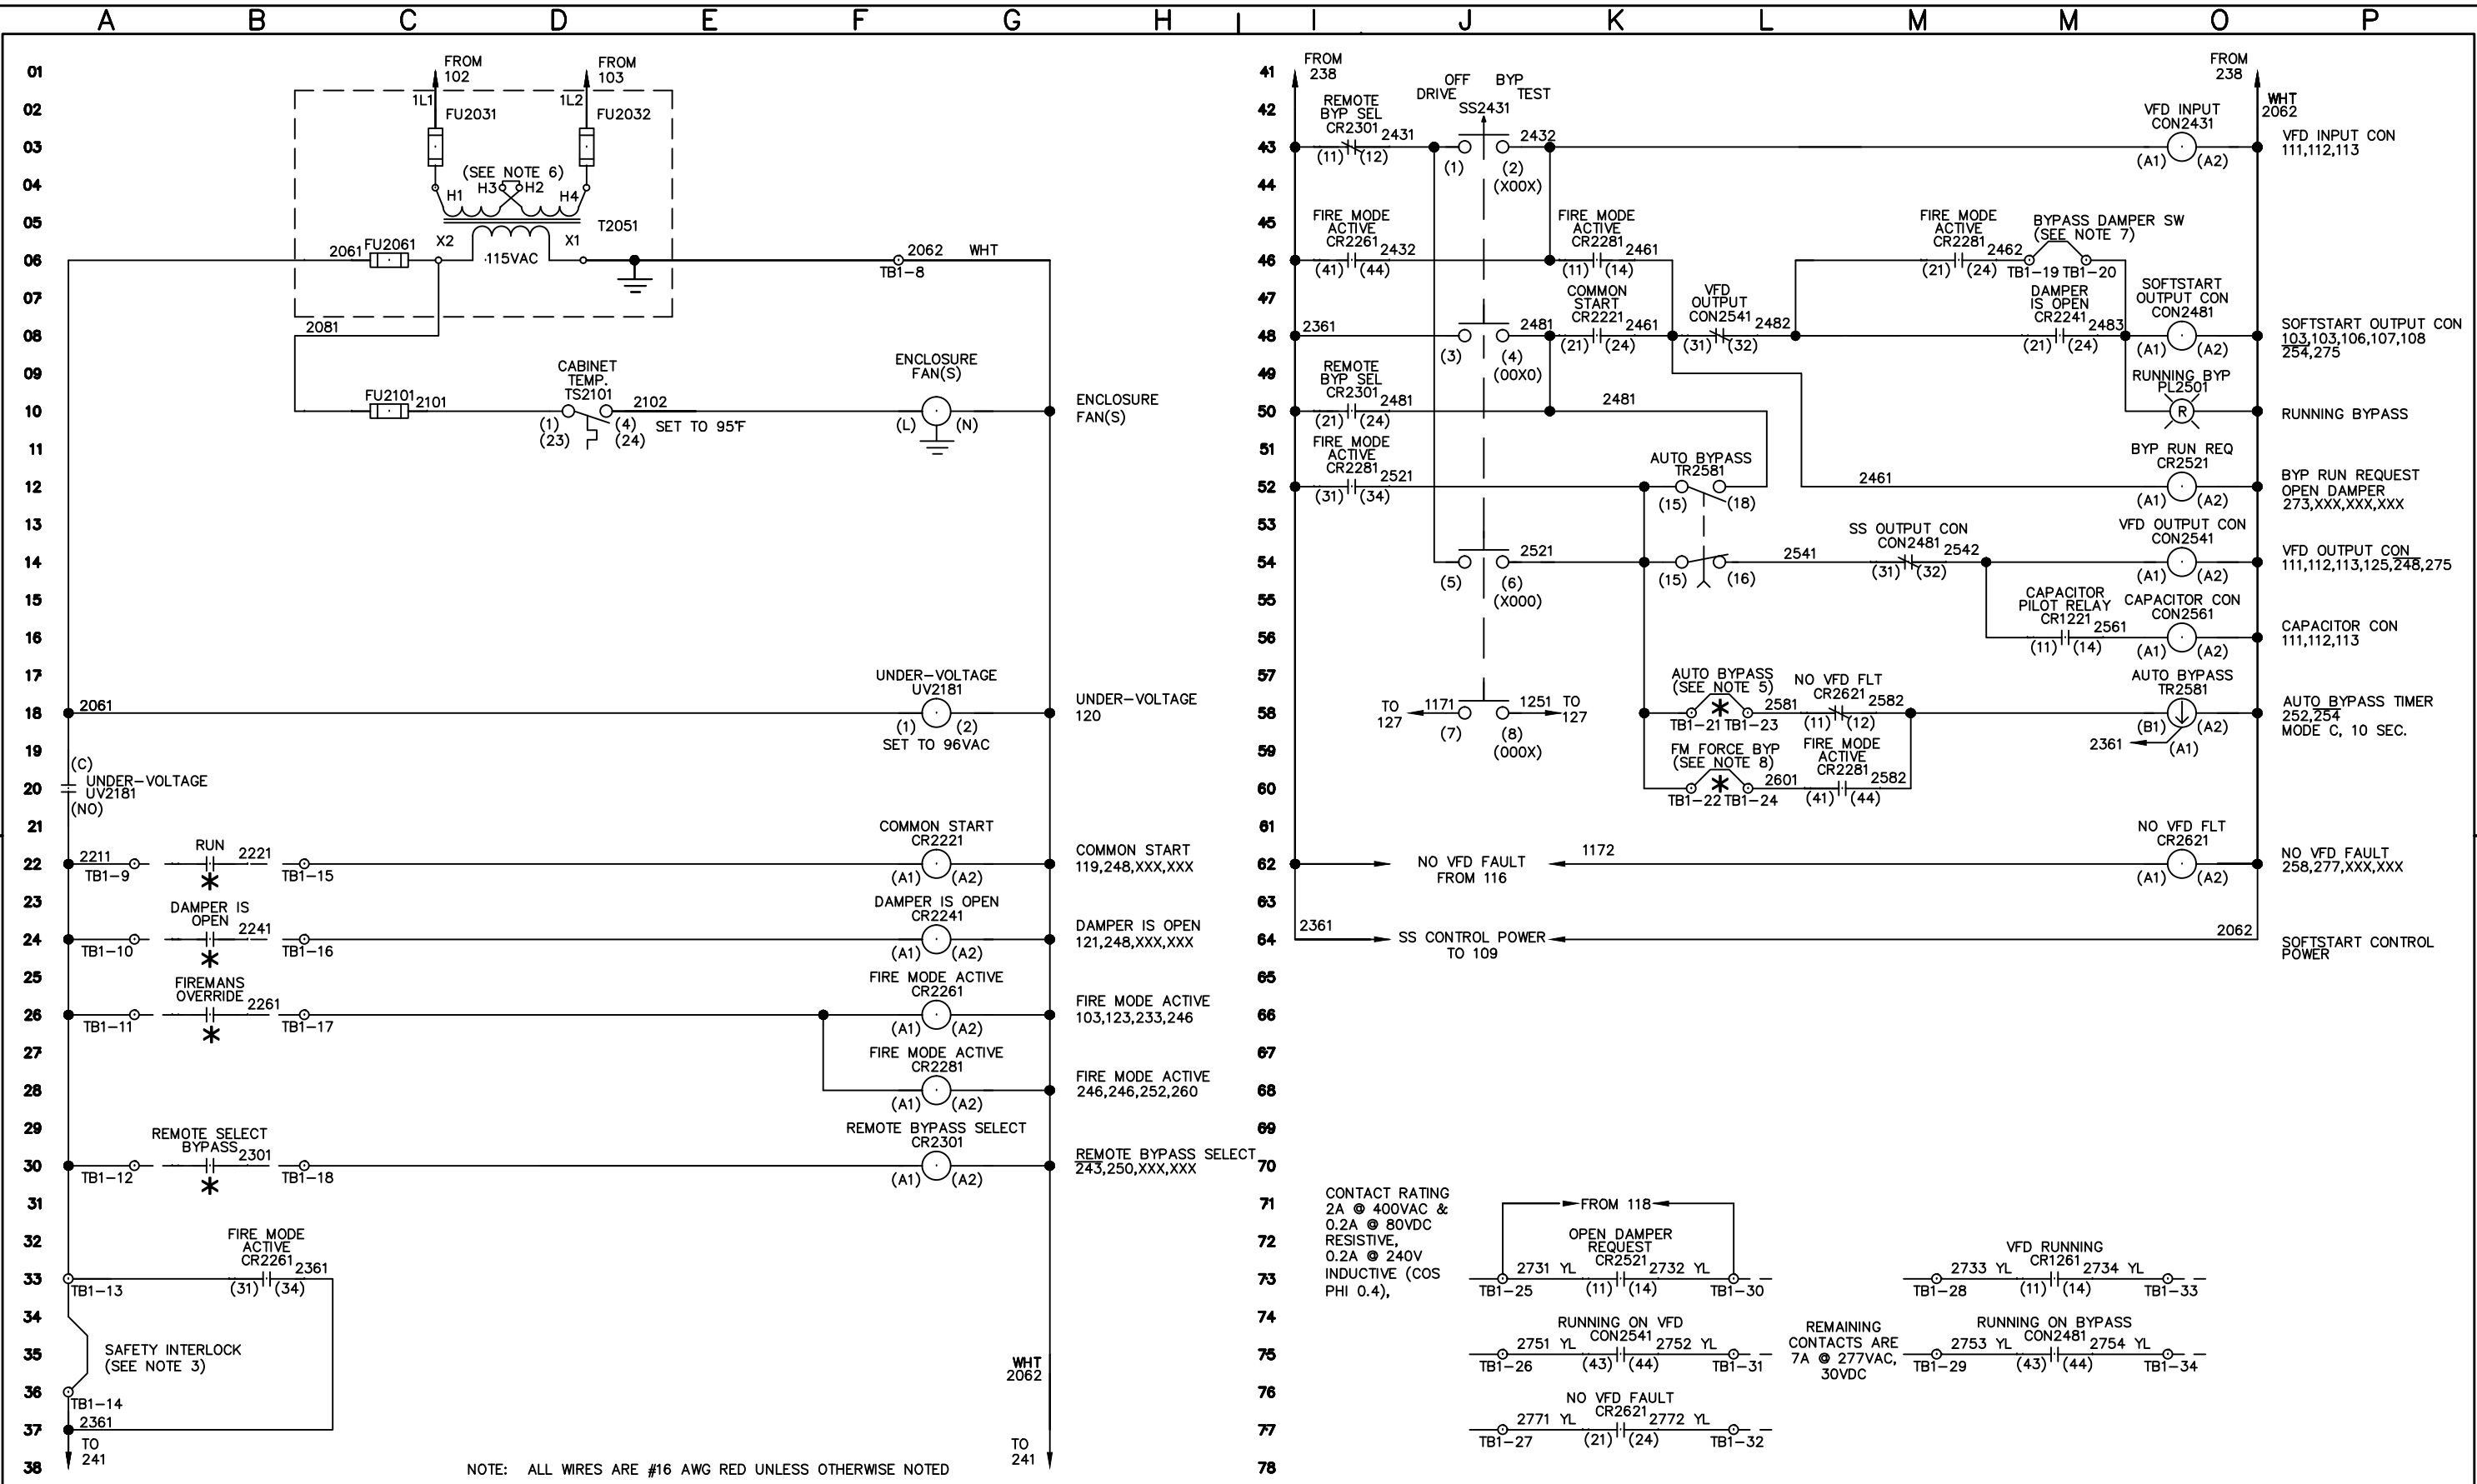 A B C D E F G H I J K L M M O P
01
FROM
102
FROM
103
1L1
1L2
02
FU2031
FU2032
03
(SEE NOTE 6)
04
H1 H3 H2 H4
05
T2051
X2 X1
06
2061 FU2061
115VAC
2062 WHT
TB1-8
07
08
2081
09
CABINET
TEMP.
TS2101
ENCLOSURE
FAN(S)
10
FU2101 2101
2102
(1)
(23)
(4)
(24)
SET TO 95°F
(L) (N)
ENCLOSURE
FAN(S)
11
12
13
14
15
16
17
UNDER-VOLTAGE
UV2181
18
2061
(1) (2)
SET TO 96VAC
UNDER-VOLTAGE
120
19
(C)
20
UNDER-VOLTAGE
UV2181
(NO)
21
RUN
COMMON START
CR2221
22
2211
TB1-9
2221
TB1-15
(A1) (A2)
COMMON START
119,248,XXX,XXX
23
DAMPER IS
OPEN
DAMPER IS OPEN
CR2241
24
TB1-10
2241
TB1-16
(A1) (A2)
DAMPER IS OPEN
121,248,XXX,XXX
25
FIREMANS
OVERRIDE
FIRE MODE ACTIVE
CR2261
26
TB1-11
2261
TB1-17
(A1) (A2)
FIRE MODE ACTIVE
103,123,233,246
27
FIRE MODE ACTIVE
CR2281
28
(A1) (A2)
FIRE MODE ACTIVE
246,246,252,260
29
REMOTE SELECT
BYPASS
REMOTE BYPASS SELECT
CR2301
30
TB1-12
2301
TB1-18
(A1) (A2)
REMOTE BYPASS SELECT
243,250,XXX,XXX
31
32
FIRE MODE
ACTIVE
CR2261
33
TB1-13
2361
(31) (34)
34
35
SAFETY INTERLOCK
(SEE NOTE 3)
WHT
2062
36
TB1-14
37
2361
TO
241
TO
241
38
NOTE: ALL WIRES ARE #16 AWG RED UNLESS OTHERWISE NOTED
41
FROM
238
OFF BYP
DRIVE TEST
SS2431
FROM
238
WHT
2062
42
REMOTE
BYP SEL
CR2301
VFD INPUT
CON2431
43
2431
(11) (12)
2432
(1) (2)
(X00X)
(A1) (A2)
VFD INPUT CON
111,112,113
44
45
FIRE MODE
ACTIVE
CR2261
FIRE MODE
ACTIVE
CR2281
FIRE MODE
ACTIVE
CR2281
BYPASS DAMPER SW
(SEE NOTE 7)
46
2432
(41) (44)
2461
(11) (14)
2462
(21) (24)
TB1-19 TB1-20
47
COMMON
START
CR2221
VFD
OUTPUT
CON2541
DAMPER
IS OPEN
CR2241
SOFTSTART
OUTPUT CON
CON2481
48
2361
2481
(3) (4)
(00X0)
2461
(21) (24)
2482
(31) (32)
2483
(21) (24)
(A1) (A2)
SOFTSTART OUTPUT CON
103,103,106,107,108
254,275
49
REMOTE
BYP SEL
CR2301
RUNNING BYP
PL2501
50
2481
(21) (24)
2481
R
RUNNING BYPASS
51
FIRE MODE
ACTIVE
CR2281
AUTO BYPASS
TR2581
BYP RUN REQ
CR2521
52
2521
(31) (34)
(15) (18)
2461
(A1) (A2)
BYP RUN REQUEST
OPEN DAMPER
273,XXX,XXX,XXX
53
SS OUTPUT CON
CON2481
VFD OUTPUT CON
CON2541
54
2521
(5) (6)
(X000)
(15) (16)
2541
2542
(31) (32)
(A1) (A2)
VFD OUTPUT CON
111,112,113,125,248,275
55
CAPACITOR
PILOT RELAY
CR1221
CAPACITOR CON
CON2561
56
2561
(11) (14)
(A1) (A2)
CAPACITOR CON
111,112,113
57
AUTO BYPASS
(SEE NOTE 5)
NO VFD FLT
CR2621
AUTO BYPASS
TR2581
58
TO
127
1171
1251
TO
127
(7) (8)
(000X)
TB1-21 TB1-23
2581
2582
(11) (12)
(B1) (A2)
AUTO BYPASS TIMER
252,254
MODE C, 10 SEC.
59
2361
(A1)
FM FORCE BYP
(SEE NOTE 8)
FIRE MODE
ACTIVE
CR2281
60
TB1-22 TB1-24
2601
2582
(41) (44)
61
NO VFD FLT
CR2621
62
NO VFD FAULT
FROM 116
1172
(A1) (A2)
NO VFD FAULT
258,277,XXX,XXX
63
64
2361
SS CONTROL POWER
TO 109
2062
SOFTSTART CONTROL
POWER
65
66
67
68
69
70
71
CONTACT RATING
2A @ 400VAC &
0.2A @ 80VDC
RESISTIVE,
0.2A @ 240V
INDUCTIVE (COS
PHI 0.4),
FROM 118
72
OPEN DAMPER
REQUEST
CR2521
VFD RUNNING
CR1261
73
2731 YL
2732 YL
TB1-25
(11) (14)
TB1-30
2733 YL
2734 YL
TB1-28
(11) (14)
TB1-33
74
RUNNING ON VFD
CON2541
REMAINING
CONTACTS ARE
7A @ 277VAC,
30VDC
RUNNING ON BYPASS
CON2481
75
2751 YL
2752 YL
TB1-26
(43) (44)
TB1-31
2753 YL
2754 YL
TB1-29
(43) (44)
TB1-34
76
NO VFD FAULT
CR2621
77
2771 YL
2772 YL
TB1-27
(21) (24)
TB1-32
78